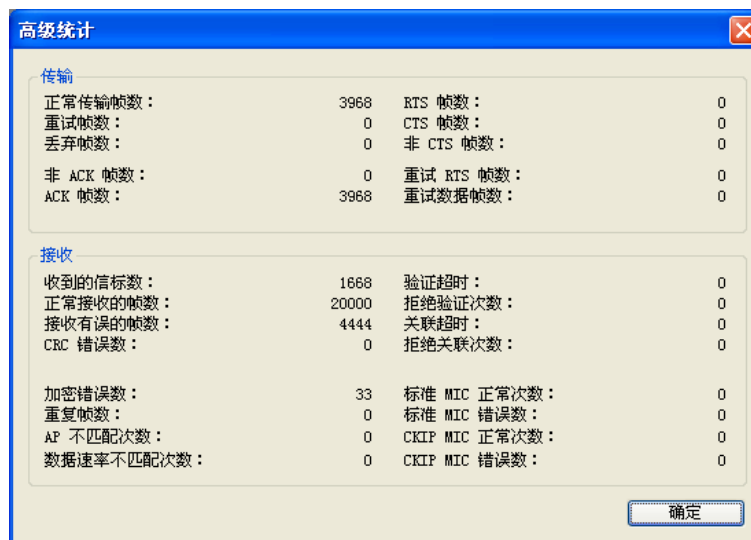 高级统计
传输
正常传输帧数： 3968 RTS 帧数： 0
重试帧数： 0 CTS 帧数： 0
丢弃帧数： 0 非 CTS 帧数： 0
非 ACK 帧数： 0 重试 RTS 帧数： 0
ACK 帧数： 3968 重试数据帧数： 0
接收
收到的信标数： 1668 验证超时： 0
正常接收的帧数： 20000 拒绝验证次数： 0
接收有误的帧数： 4444 关联超时： 0
CRC 错误数： 0 拒绝关联次数： 0
加密错误数： 33 标准 MIC 正常次数： 0
重复帧数： 0 标准 MIC 错误数： 0
AP 不匹配次数： 0 CKIP MIC 正常次数： 0
数据速率不匹配次数： 0 CKIP MIC 错误数： 0
确定